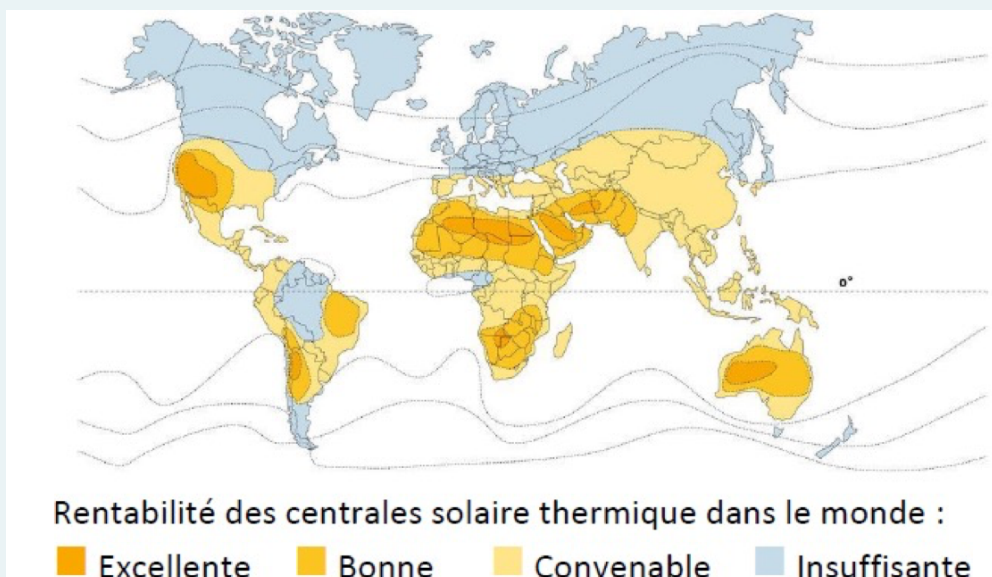 0°
Rentabilité des centrales solaire thermique dans le monde :
Excellente Bonne Convenable Insuffisante